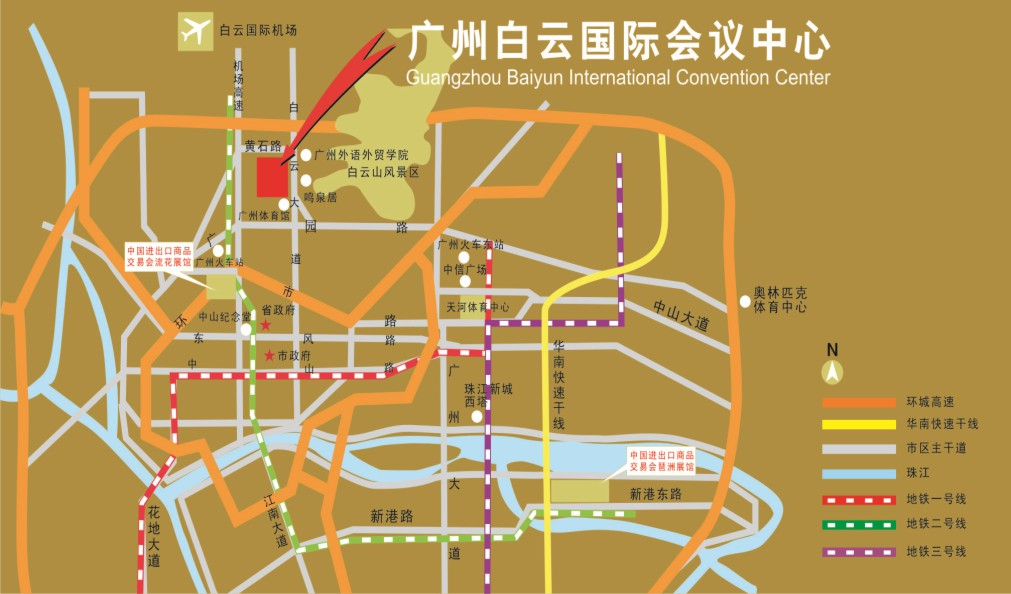 白云国际机场
广州白云国际会议中心
Guangzhou Baiyun International Convention Center
机场高速
白云大道
黄石路
广州外语外贸学院
白云山风景区
鸣泉居
广州体育馆
广园路
中国进出口商品
交易会流花展馆
广州火车站
广州火车东站
中信广场
天河体育中心
奥林匹克
体育中心
中山大道
环市路
省政府
中山纪念堂
东风路
市政府
中山路
华南快速干线
珠江新城
西塔
广州大道
中国进出口商品
交易会琶洲展馆
新港东路
新港路
江南大道
花地大道
N
环城高速
华南快速干线
市区主干道
珠江
地铁一号线
地铁二号线
地铁三号线